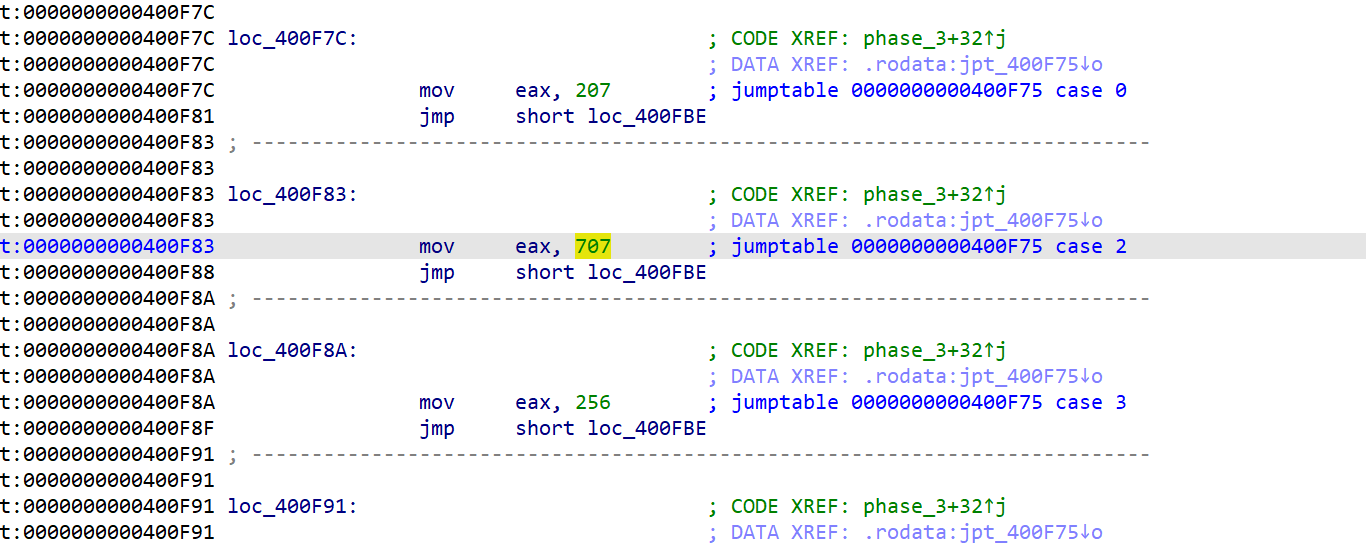 t:0000000000400F7C
t:0000000000400F7C loc_400F7C: ; CODE XREF: phase_3+32↑j
t:0000000000400F7C ; DATA XREF: .rodata:jpt_400F75↓o
t:0000000000400F7C mov eax, 207 ; jumptable 0000000000400F75 case 0
t:0000000000400F81 jmp short loc_400FBE
t:0000000000400F83 ; ---------------------------------------------------------------------------
t:0000000000400F83
t:0000000000400F83 loc_400F83: ; CODE XREF: phase_3+32↑j
t:0000000000400F83 ; DATA XREF: .rodata:jpt_400F75↓o
t:0000000000400F83 mov eax, 707 ; jumptable 0000000000400F75 case 2
t:0000000000400F88 jmp short loc_400FBE
t:0000000000400F8A ; ---------------------------------------------------------------------------
t:0000000000400F8A
t:0000000000400F8A loc_400F8A: ; CODE XREF: phase_3+32↑j
t:0000000000400F8A ; DATA XREF: .rodata:jpt_400F75↓o
t:0000000000400F8A mov eax, 256 ; jumptable 0000000000400F75 case 3
t:0000000000400F8F jmp short loc_400FBE
t:0000000000400F91 ; ---------------------------------------------------------------------------
t:0000000000400F91
t:0000000000400F91 loc_400F91: ; CODE XREF: phase_3+32↑j
t:0000000000400F91 ; DATA XREF: .rodata:jpt_400F75↓o